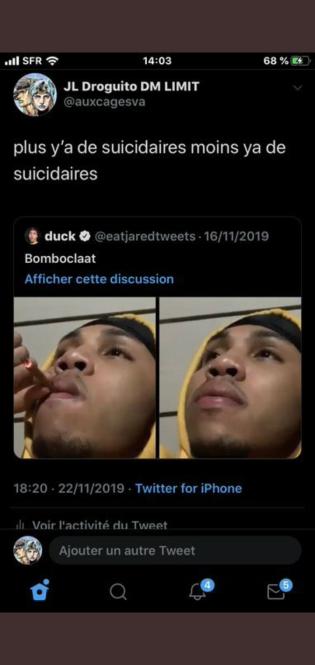 SFR 14:03 68 %
JL Droguito DM LIMIT
@auxcagesva
plus y'a de suicidaires moins ya de
suicidaires
duck @eatjaredtweets · 16/11/2019
Bomboclaat
Afficher cette discussion
18:20 · 22/11/2019 · Twitter for iPhone
Voir l'activité du Tweet
Ajouter un autre Tweet
4 5